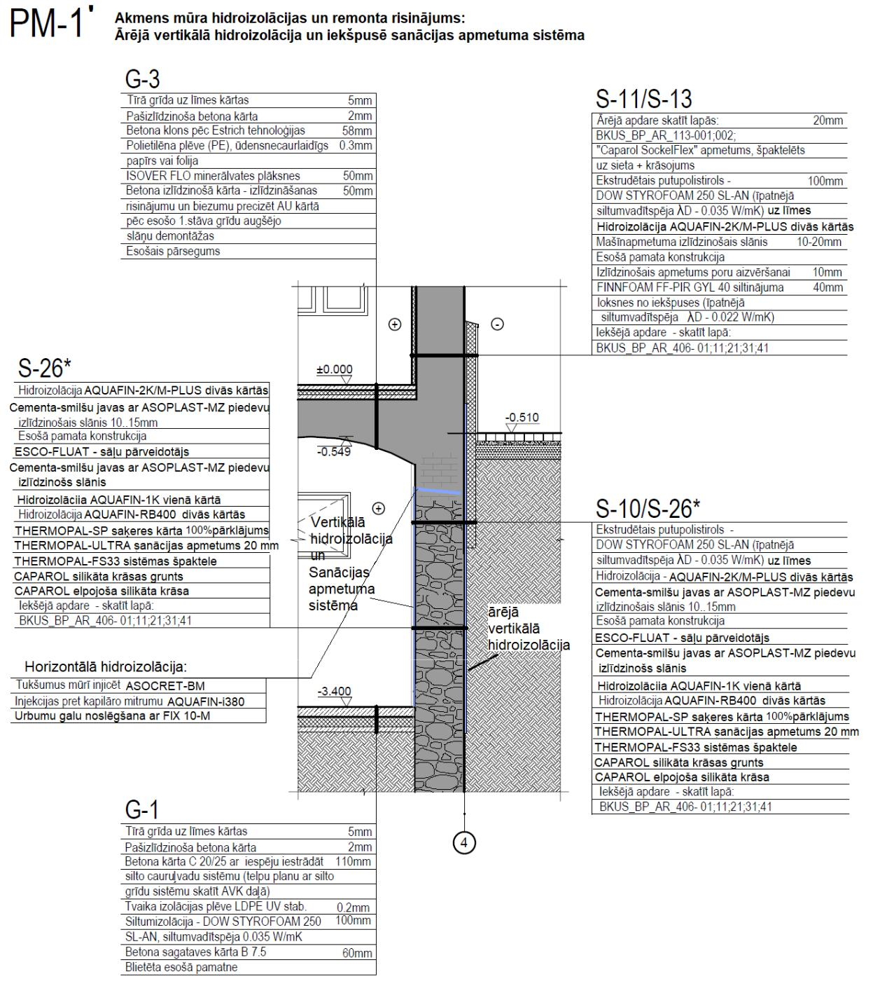 PM-1'
Akmens mūra hidroizolācijas un remonta risinājums:
Ārējā vertikālā hidroizolācija un iekšpusē sanācijas apmetuma sistēma
G-3
Tīrā grīda uz līmes kārtas 5mm
Pašizlīdzinoša betona kārta 2mm
Betona klons pēc Estrich tehnoloģijas 58mm
Polietilēna plēve (PE), ūdensnecaurlaidīgs 0.3mm
papīrs vai folija
ISOVER FLO minerālvates plāksnes 50mm
Betona izlīdzinošā kārta - izlīdzināšanas 50mm
risinājumu un biezumu precizēt AU kārtā
pēc esošo 1.stāva grīdu augšējo
slāņu demontāžas
Esošais pārsegums
S-11/S-13
Ārējā apdare skatīt lapās: 20mm
BKUS_BP_AR_113-001;002;
"Caparol SockelFlex" apmetums, špaktelēts
uz sieta + krāsojums
Ekstrudētais putupolistirols - 100mm
DOW STYROFOAM 250 SL-AN (īpatnējā
siltumvadītspēja λD - 0.035 W/mK) uz līmes
Hidroizolācija AQUAFIN-2K/M-PLUS divās kārtās
Mašīnapmetuma izlīdzinošais slānis 10-20mm
Esošā pamata konstrukcija
Izlīdzinošais apmetums poru aizvēršanai 10mm
FINNFOAM FF-PIR GYL 40 siltinājuma 40mm
loksnes no iekšpuses (īpatnējā
siltumvadītspēja λD - 0.022 W/mK)
Iekšējā apdare - skatīt lapā:
BKUS_BP_AR_406- 01;11;21;31;41
+
-
±0.000
-0.510
-0.549
+
-3.400
S-26*
Hidroizolācija AQUAFIN-2K/M-PLUS divās kārtās
Cementa-smilšu javas ar ASOPLAST-MZ piedevu
izlīdzinošais slānis 10..15mm
Esošā pamata konstrukcija
ESCO-FLUAT - sāļu pārveidotājs
Cementa-smilšu javas ar ASOPLAST-MZ piedevu
izlīdzinošs slānis
Hidroizolāciia AQUAFIN-1K vienā kārtā
Hidroizolācija AQUAFIN-RB400 divās kārtās
THERMOPAL-SP saķeres kārta 100%pārklājums
THERMOPAL-ULTRA sanācijas apmetums 20 mm
THERMOPAL-FS33 sistēmas špaktele
CAPAROL silikāta krāsas grunts
CAPAROL elpojoša silikāta krāsa
Iekšējā apdare - skatīt lapā:
BKUS_BP_AR_406- 01;11;21;31;41
Vertikālā
hidroizolācija
un
Sanācijas
apmetuma
sistēmā
ārējā
vertikālā
hidroizolācija
Horizontālā hidroizolācija:
Tukšumus mūrī injicēt ASOCRET-BM
Injekcijas pret kapilāro mitrumu AQUAFIN-i380
Urbumu galu noslēgšana ar FIX 10-M
S-10/S-26*
Ekstrudētais putupolistirols -
DOW STYROFOAM 250 SL-AN (īpatnējā
siltumvadītspēja λD - 0.035 W/mK) uz līmes
Hidroizolācija - AQUAFIN-2K/M-PLUS divās kārtās
Cementa-smilšu javas ar ASOPLAST-MZ piedevu
izlīdzinošais slānis 10..15mm
Esošā pamata konstrukcija
ESCO-FLUAT - sāļu pārveidotājs
Cementa-smilšu javas ar ASOPLAST-MZ piedevu
izlīdzinošs slānis
Hidroizolāciia AQUAFIN-1K vienā kārtā
Hidroizolācija AQUAFIN-RB400 divās kārtās
THERMOPAL-SP saķeres kārta 100%pārklājums
THERMOPAL-ULTRA sanācijas apmetums 20 mm
THERMOPAL-FS33 sistēmas špaktele
CAPAROL silikāta krāsas grunts
CAPAROL elpojoša silikāta krāsa
Iekšējā apdare - skatīt lapā:
BKUS_BP_AR_406- 01;11;21;31;41
G-1
Tīrā grīda uz līmes kārtas 5mm
Pašizlīdzinoša betona kārta 2mm
Betona kārta C 20/25 ar iespēju iestrādāt 110mm
silto cauruļvadu sistēmu (telpu planu ar silto
grīdu sistēmu skatīt AVK daļā)
Tvaika izolācijas plēve LDPE UV stab. 0.2mm
Siltumizolācija - DOW STYROFOAM 250 100mm
SL-AN, siltumvadītspēja 0.035 W/mK
Betona sagataves kārta B 7.5 60mm
Blietēta esošā pamatne
4